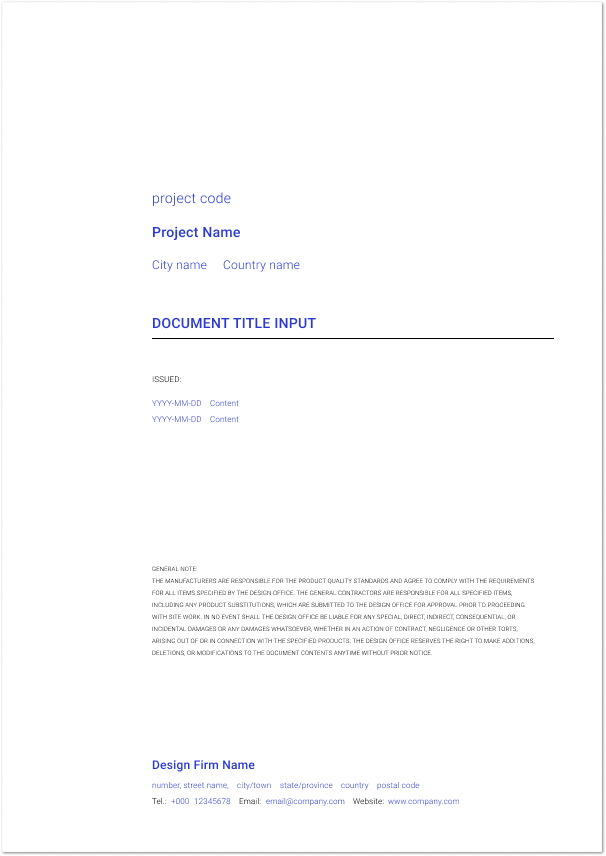 project code
Project Name
City name Country name
DOCUMENT TITLE INPUT
ISSUED:
YYYY-MM-DD Content
YYYY-MM-DD Content
GENERAL NOTE:
THE MANUFACTURERS ARE RESPONSIBLE FOR THE PRODUCT QUALITY STANDARDS AND AGREE TO COMPLY WITH THE REQUIREMENTS
FOR ALL ITEMS SPECIFIED BY THE DESIGN OFFICE. THE GENERAL CONTRACTORS ARE RESPONSIBLE FOR ALL SPECIFIED ITEMS,
INCLUDING ANY PRODUCT SUBSTITUTIONS, WHICH ARE SUBMITTED TO THE DESIGN OFFICE FOR APPROVAL PRIOR TO PROCEEDING
WITH SITE WORK. IN NO EVENT SHALL THE DESIGN OFFICE BE LIABLE FOR ANY SPECIAL, DIRECT, INDIRECT, CONSEQUENTIAL, OR
INCIDENTAL DAMAGES OR ANY DAMAGES WHATSOEVER, WHETHER IN AN ACTION OF CONTRACT, NEGLIGENCE OR OTHER TORTS,
ARISING OUT OF OR IN CONNECTION WITH THE SPECIFIED PRODUCTS. THE DESIGN OFFICE RESERVES THE RIGHT TO MAKE ADDITIONS,
DELETIONS, OR MODIFICATIONS TO THE DOCUMENT CONTENTS ANYTIME WITHOUT PRIOR NOTICE.
Design Firm Name
number, street name, city/town state/province country postal code
Tel.: +000 12345678 Email: email@company.com Website: www.company.com